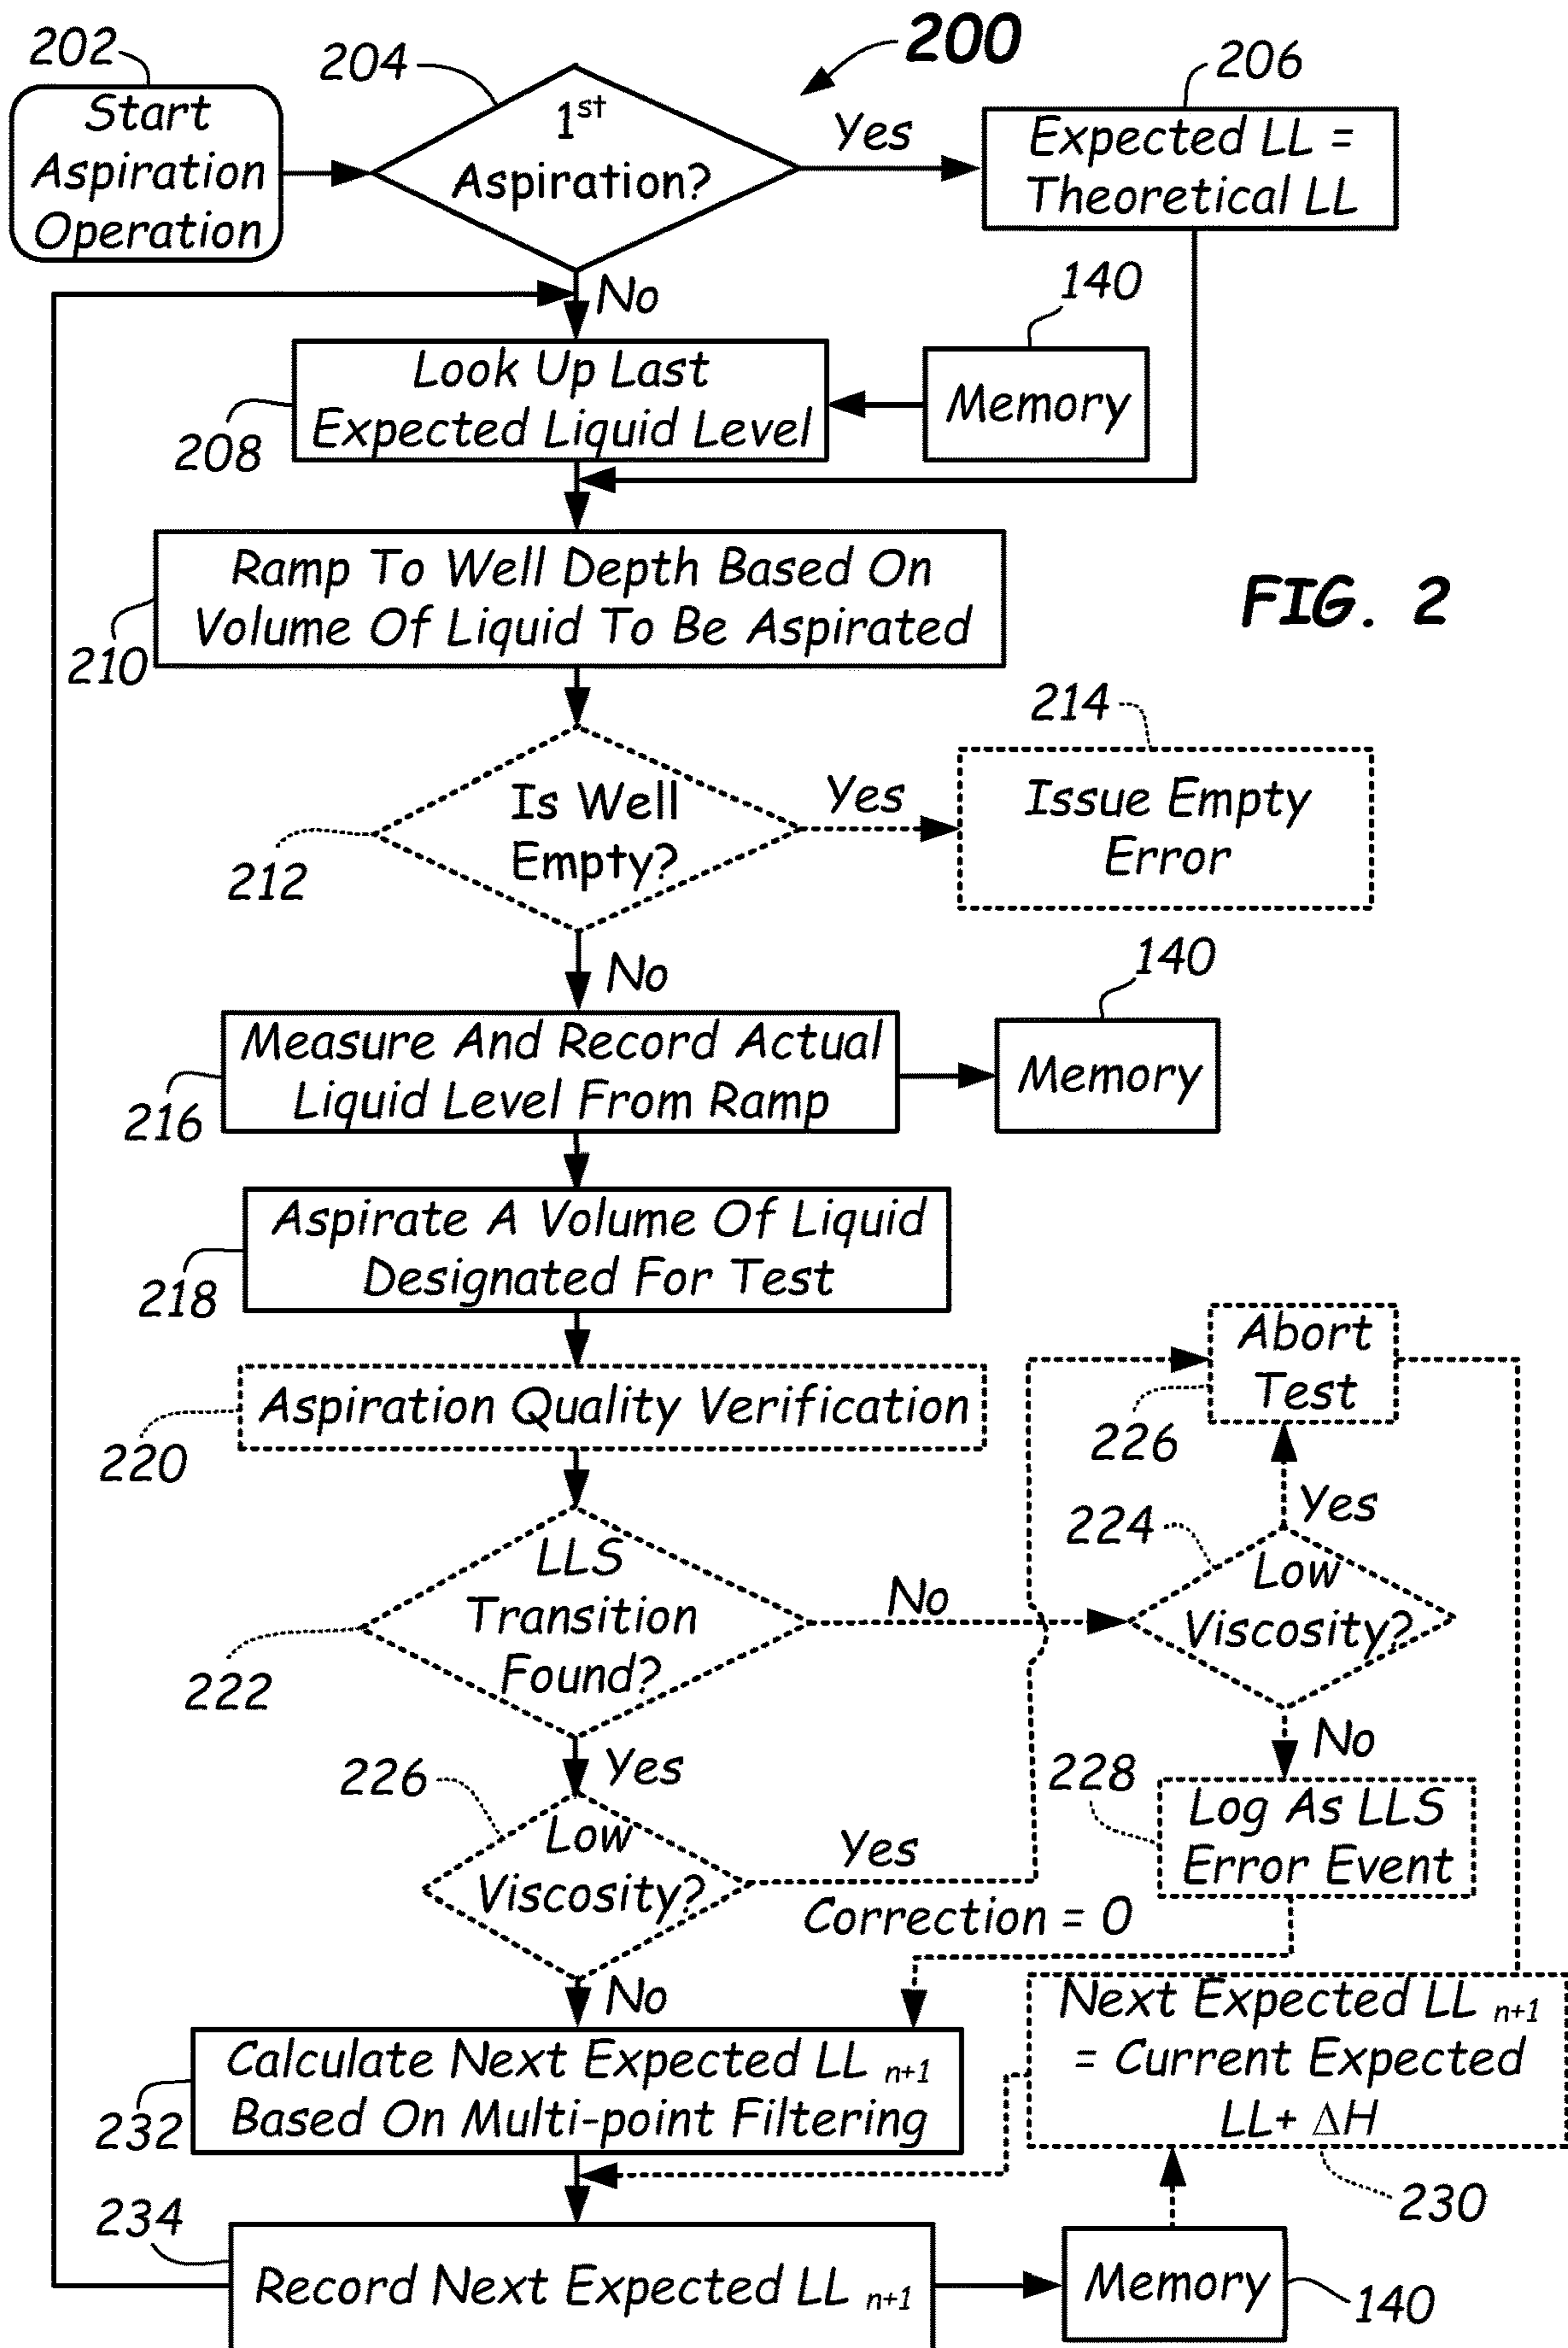 200
202
Start
Aspiration
Operation
204
1st
Aspiration?
Yes
206
Expected LL =
Theoretical LL
No
140
Look Up Last
Expected Liquid Level
208
Memory
Ramp To Well Depth Based On
Volume Of Liquid To Be Aspirated
210
FIG. 2
214
Is Well
Empty?
212
Yes
Issue Empty
Error
No
140
Measure And Record Actual
Liquid Level From Ramp
216
Memory
Aspirate A Volume Of Liquid
Designated For Test
218
Abort
Test
226
Aspiration Quality Verification
220
Yes
224
Low
Viscosity?
LLS
Transition
Found?
No
222
Yes
No
226
228
Log As LLS
Error Event
Low
Viscosity?
Yes
Correction = 0
No
Next Expected LL n+1
= Current Expected
LL+ ΔH
230
Calculate Next Expected LL n+1
Based On Multi-point Filtering
232
234
Record Next Expected LL n+1
Memory
140